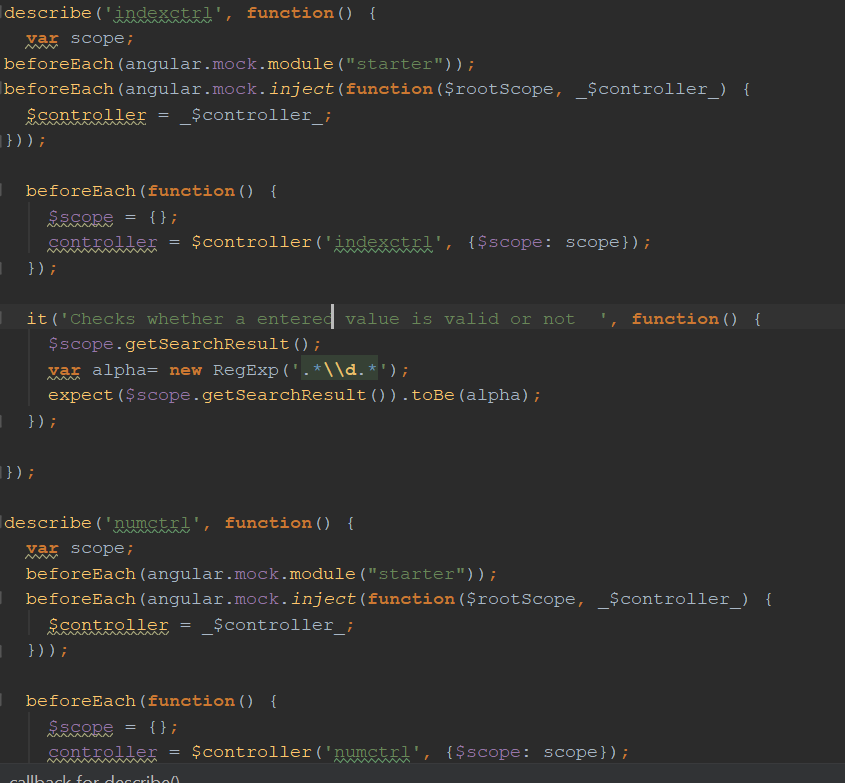 describe('indexctrl', function() {
  var scope;
beforeEach(angular.mock.module("starter"));
beforeEach(angular.mock.inject(function($rootScope, _$controller_) {
  $controller = _$controller_;
}));
  beforeEach(function() {
    $scope = {};
    controller = $controller('indexctrl', {$scope: scope});
  });
  it('Checks whether a entered value is valid or not  ', function() {
    $scope.getSearchResult();
    var alpha= new RegExp('.*\\d.*');
    expect($scope.getSearchResult()).toBe(alpha);
  });
});
describe('numctrl', function() {
  var scope;
  beforeEach(angular.mock.module("starter"));
  beforeEach(angular.mock.inject(function($rootScope, _$controller_) {
    $controller = _$controller_;
  }));
  beforeEach(function() {
    $scope = {};
    controller = $controller('numctrl', {$scope: scope});
callback for describe()